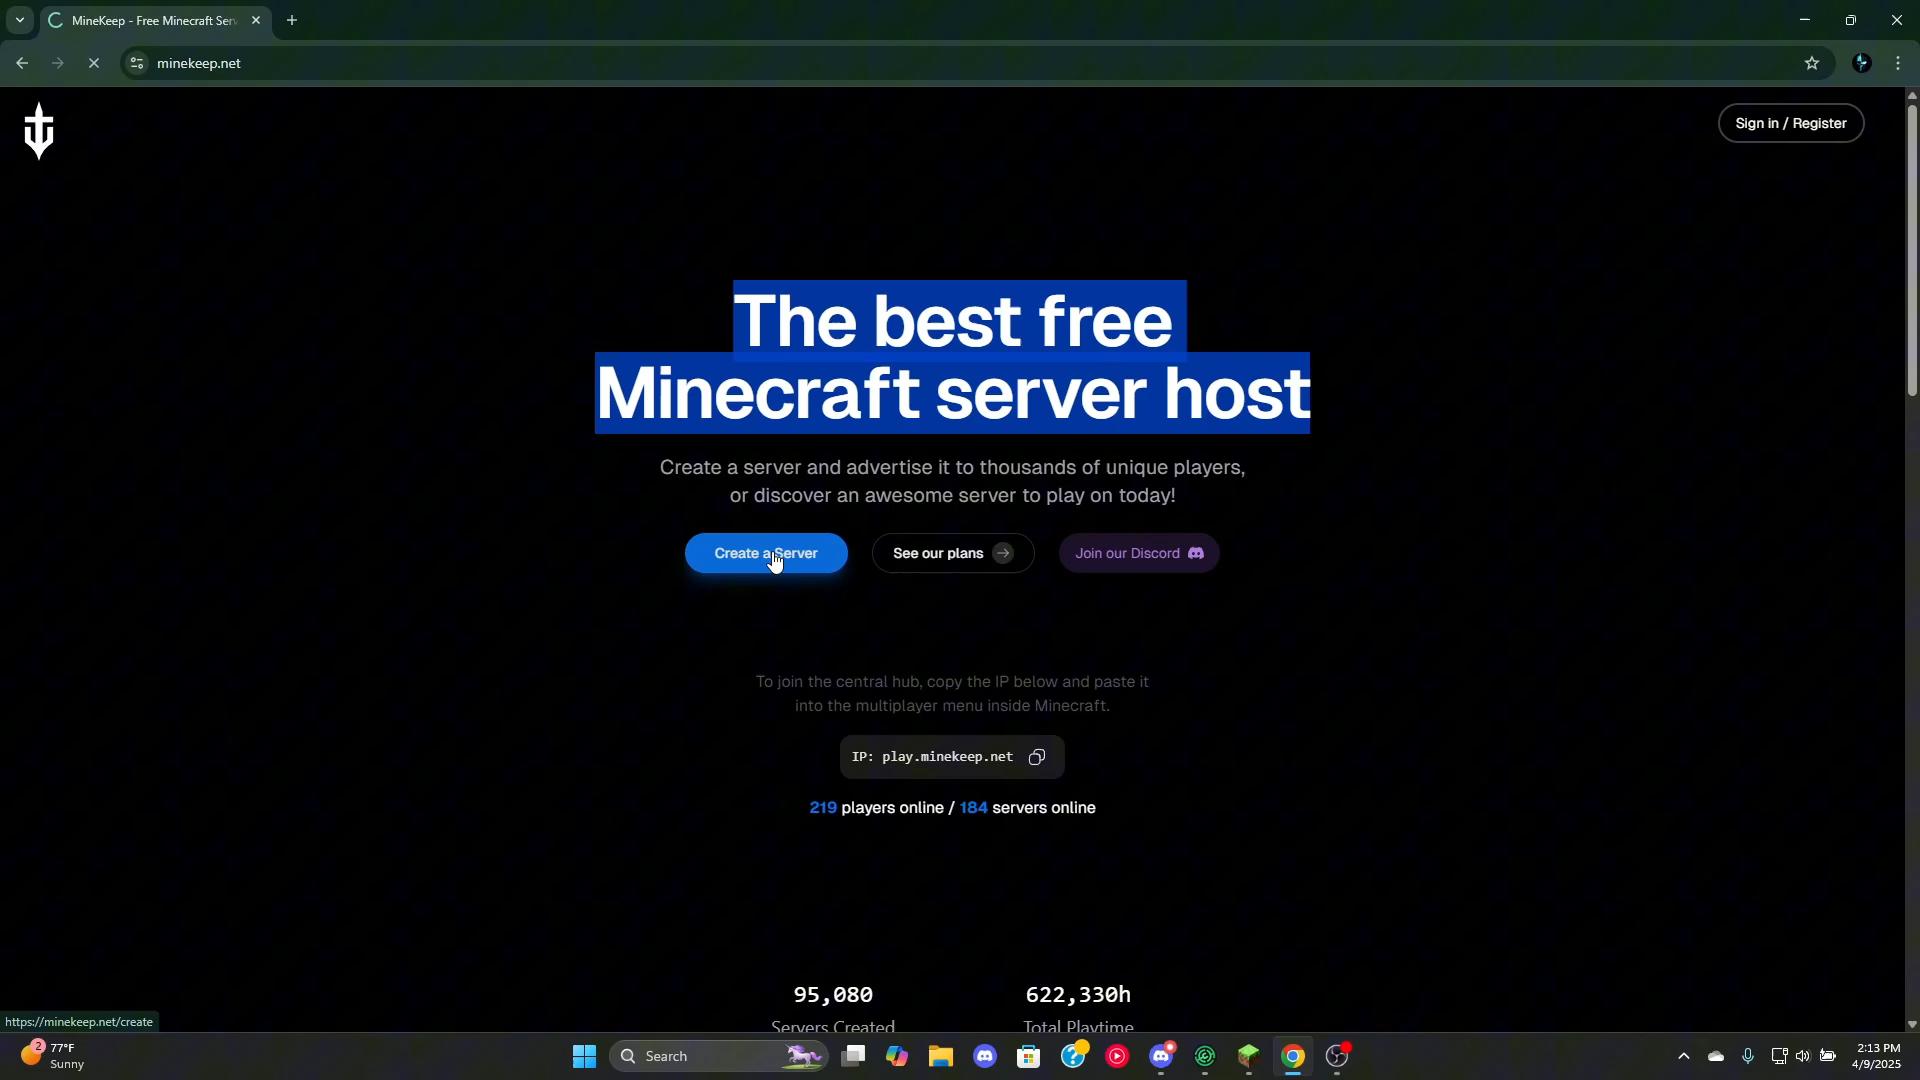 MineKeep - Free Minecraft Serv
minekeep.net
Sign in / Register
The best free
Minecraft server host
Create a server and advertise it to thousands of unique players,
or discover an awesome server to play on today!
Create a Server
See our plans
Join our Discord
To join the central hub, copy the IP below and paste it
into the multiplayer menu inside Minecraft.
IP: play.minekeep.net
219 players online / 184 servers online
95,080
622,330h
Servers Created
Total Playtime
https://minekeep.net/create
2
77°F
Sunny
Search
2:13 PM
4/9/2025